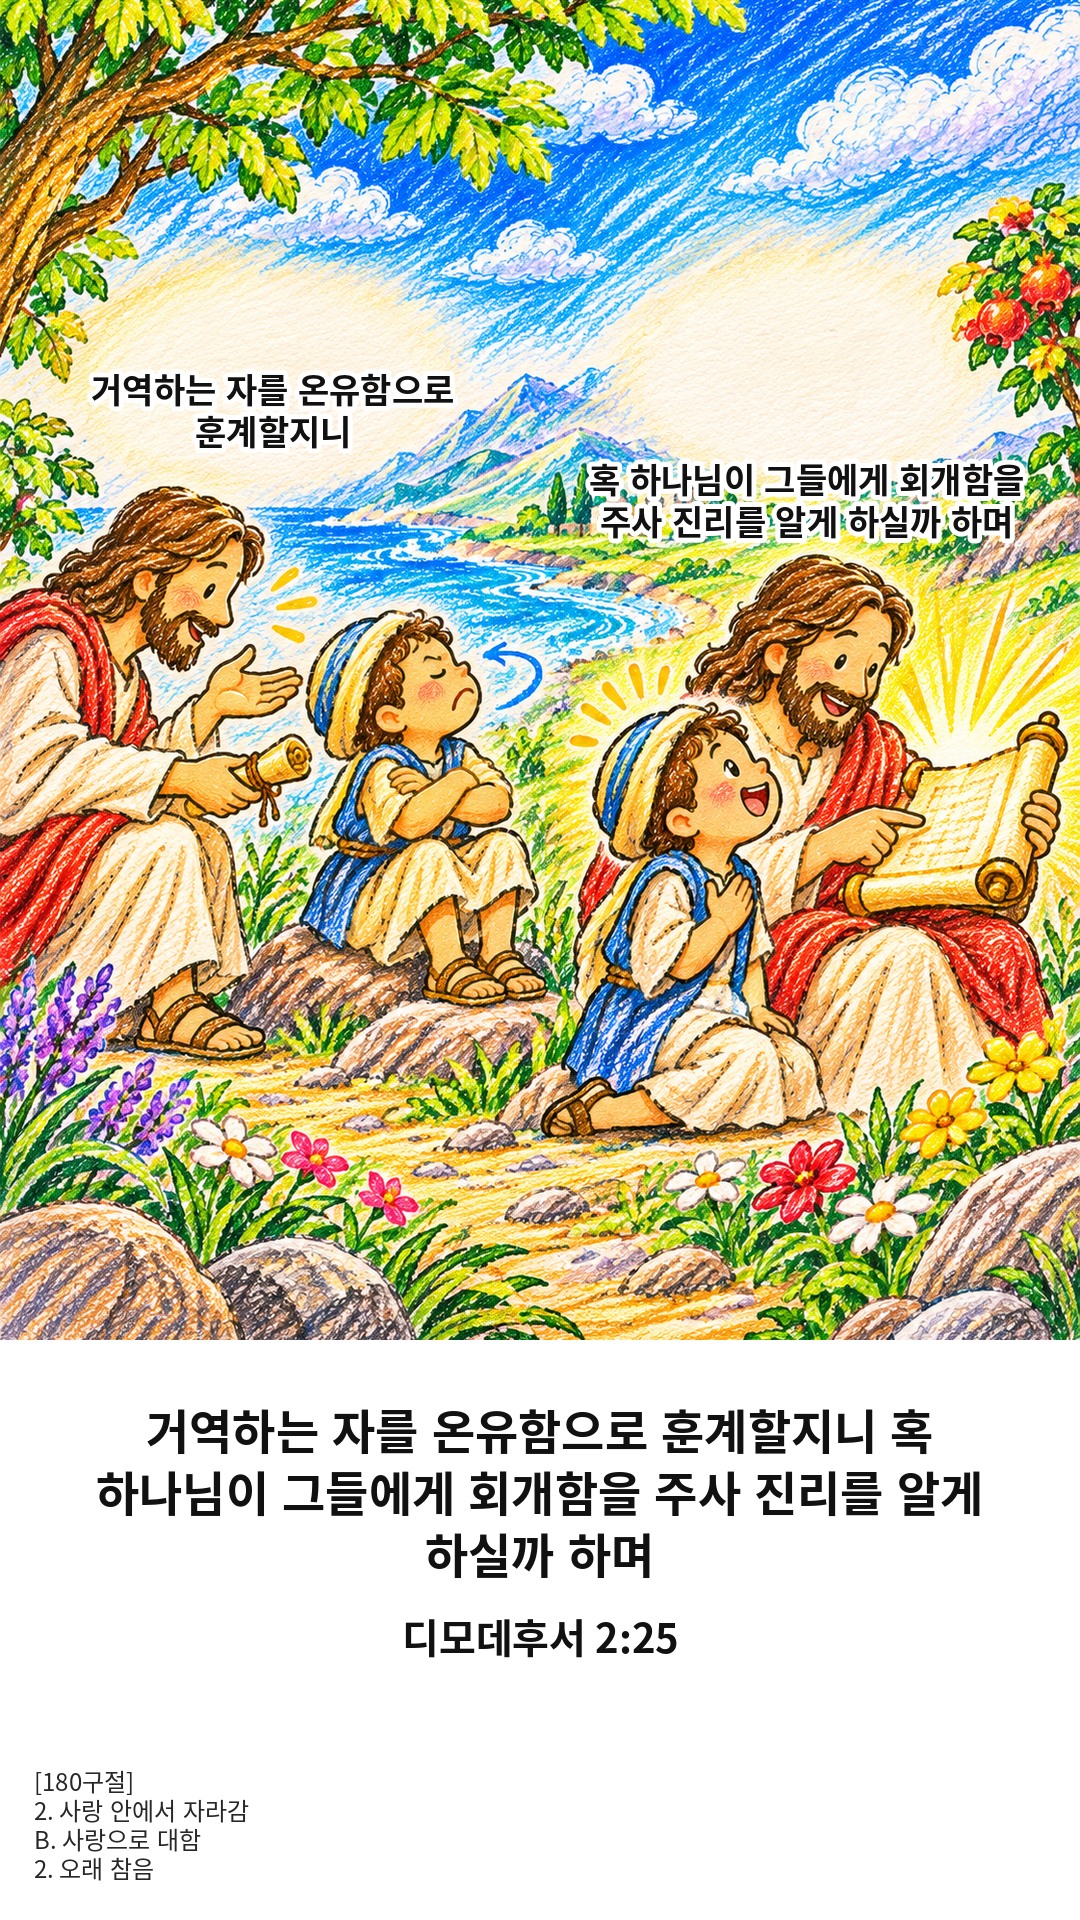 거역하는 자를 온유함으로
훈계할지니
혹 하나님이 그들에게 회개함을
주사 진리를 알게 하실까 하며
거역하는 자를 온유함으로 훈계할지니 혹
하나님이 그들에게 회개함을 주사 진리를 알게
하실까 하며
디모데후서 2:25
[180구절]
2. 사랑 안에서 자라감
B. 사랑으로 대함
2. 오래 참음